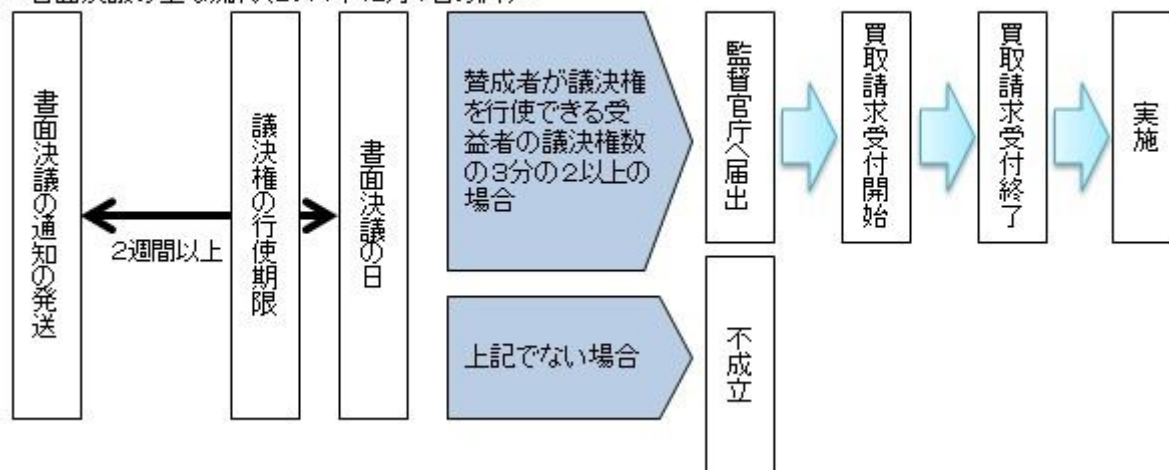 書面決議の通知の発送
2週間以上
議決権の行使期限
書面決議の日
賛成者が議決権
を行使できる受
益者の議決権数
の3分の2以上の
場合
監督官庁へ届出
買取請求受付開始
買取請求受付終了
実施
上記でない場合
不成立